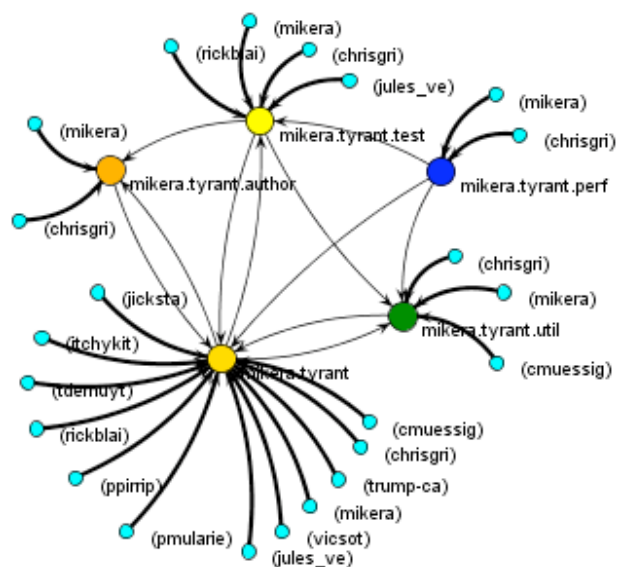 (mikera)
(rickblai)
(chrisgri)
(jules_ve)
(mikera)
(mikera)
mikera.tyrant.test
(chrisgri)
mikera.tyrant.author
mikera.tyrant.perf
(chrisgri)
(chrisgri)
(jicksta)
(mikera)
mikera.tyrant.util
(itchykit)
(cmuessig)
mikera.tyrant
(tdemuyt)
(rickblai)
(cmuessig)
(chrisgri)
(ppirrip)
(trump-ca)
(mikera)
(pmularie)
(vicsot)
(jules_ve)